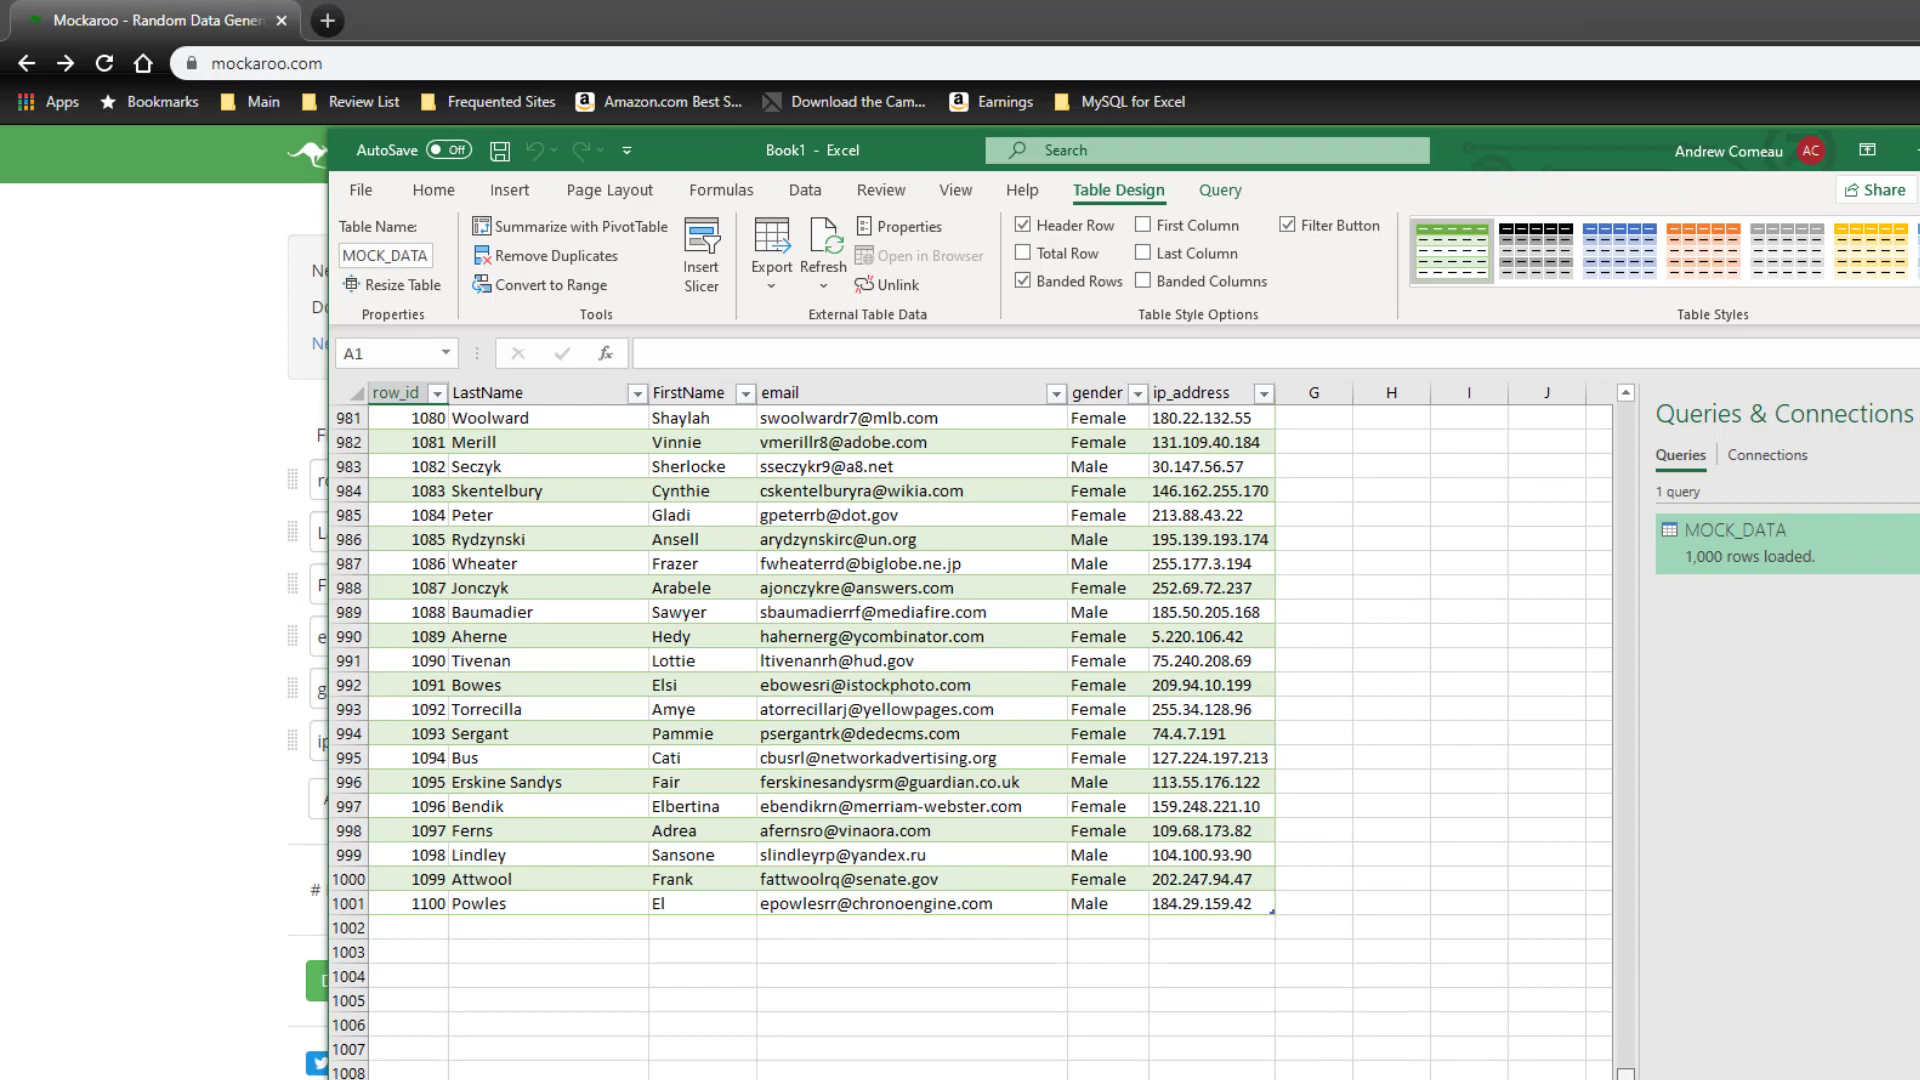 Mockaroo - Random Data Gener
mockaroo.com
Apps Bookmarks Main Review List Frequented Sites Amazon.com Best S... Download the Cam... Earnings MySQL for Excel
AutoSave Off Book1 - Excel Search Andrew Comeau AC
File Home Insert Page Layout Formulas Data Review View Help Table Design Query Share
Table Name: Summarize with PivotTable Properties Header Row First Column Filter Button
MOCK_DATA Remove Duplicates Insert Slicer Export Refresh Open in Browser Total Row Last Column
Resize Table Convert to Range Unlink Banded Rows Banded Columns
Properties Tools External Table Data Table Style Options Table Styles
A1 fx
row_id LastName FirstName email gender ip_address G H I J
981 1080 Woolward Shaylah swoolwardr7@mlb.com Female 180.22.132.55
982 1081 Merill Vinnie vmerillr8@adobe.com Female 131.109.40.184
983 1082 Seczyk Sherlocke sseczykr9@a8.net Male 30.147.56.57
984 1083 Skentelbury Cynthie cskentelburyra@wikia.com Female 146.162.255.170
985 1084 Peter Gladi gpeterrb@dot.gov Female 213.88.43.22
986 1085 Rydzynski Ansell arydzynskirc@un.org Male 195.139.193.174
987 1086 Wheater Frazer fwheaterrd@biglobe.ne.jp Male 255.177.3.194
988 1087 Jonczyk Arabele ajonczykre@answers.com Female 252.69.72.237
989 1088 Baumadier Sawyer sbaumadierrf@mediafire.com Male 185.50.205.168
990 1089 Aherne Hedy hahernerg@ycombinator.com Female 5.220.106.42
991 1090 Tivenan Lottie ltivenanrh@hud.gov Female 75.240.208.69
992 1091 Bowes Elsi ebowesri@istockphoto.com Female 209.94.10.199
993 1092 Torrecilla Amye atorrecillarj@yellowpages.com Female 255.34.128.96
994 1093 Sergant Pammie psergantrk@dedecms.com Female 74.4.7.191
995 1094 Bus Cati cbusrl@networkadvertising.org Female 127.224.197.213
996 1095 Erskine Sandys Fair ferskinesandysrm@guardian.co.uk Male 113.55.176.122
997 1096 Bendik Elbertina ebendikrn@merriam-webster.com Female 159.248.221.10
998 1097 Ferns Adrea afernsro@vinaora.com Female 109.68.173.82
999 1098 Lindley Sansone slindleyrp@yandex.ru Male 104.100.93.90
1000 1099 Attwool Frank fattwoolrq@senate.gov Female 202.247.94.47
1001 1100 Powles El epowlesrr@chronoengine.com Male 184.29.159.42
1002
1003
1004
1005
1006
1007
1008
Queries & Connections
Queries Connections
1 query
MOCK_DATA
1,000 rows loaded.
#